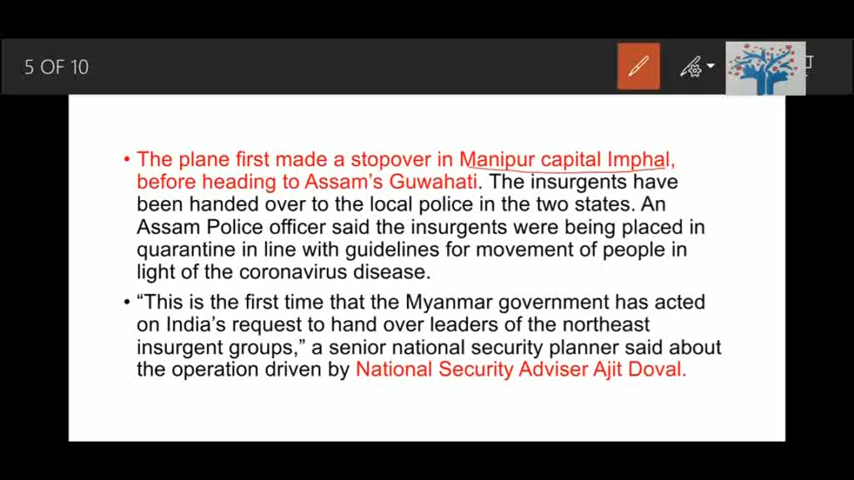 5 OF 10
• The plane first made a stopover in Manipur capital Imphal,
before heading to Assam's Guwahati. The insurgents have
been handed over to the local police in the two states. An
Assam Police officer said the insurgents were being placed in
quarantine in line with guidelines for movement of people in
light of the coronavirus disease.
• “This is the first time that the Myanmar government has acted
on India's request to hand over leaders of the northeast
insurgent groups,” a senior national security planner said about
the operation driven by National Security Adviser Ajit Doval.